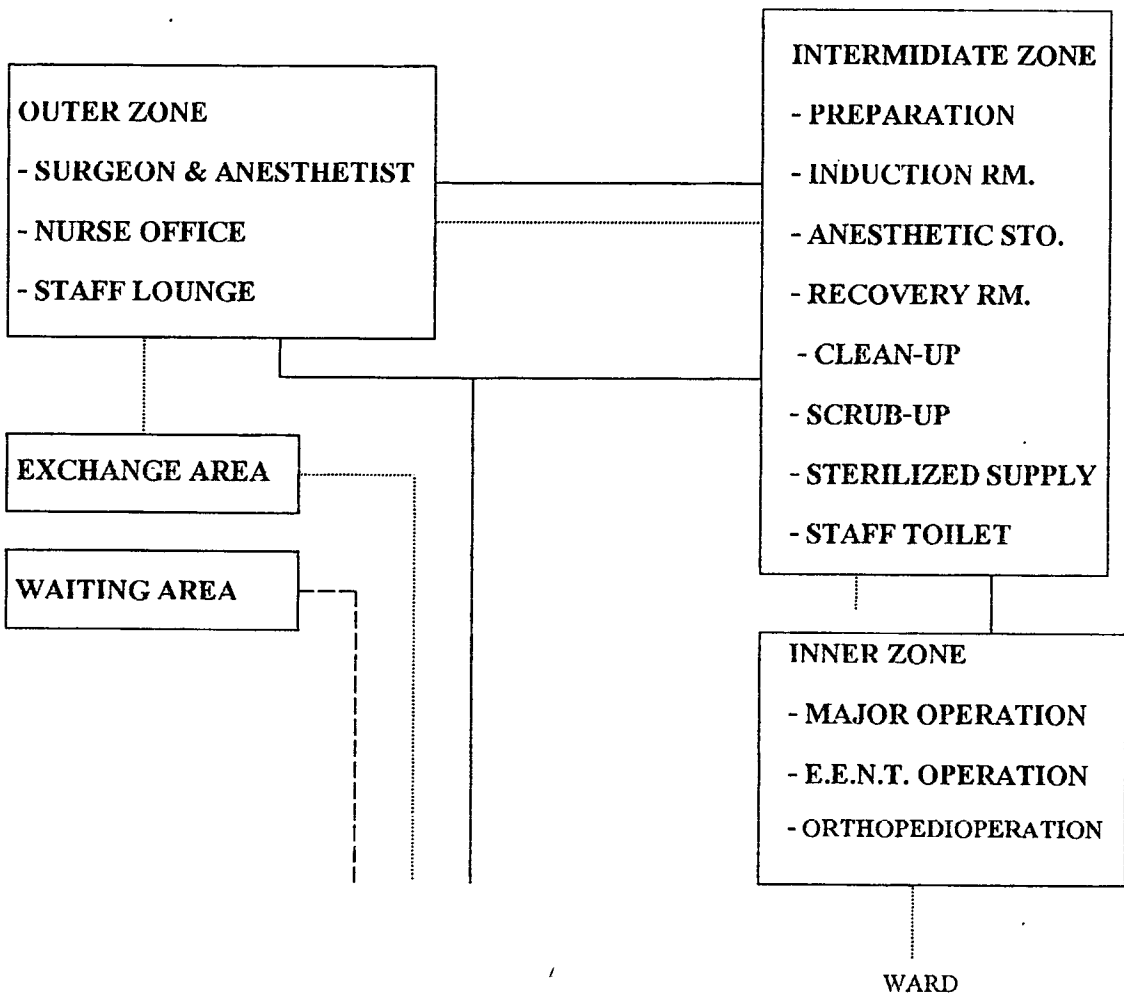 OUTER ZONE
- SURGEON & ANESTHETIST
- NURSE OFFICE
- STAFF LOUNGE
EXCHANGE AREA
WAITING AREA
INTERMIDIATE ZONE
- PREPARATION
- INDUCTION RM.
- ANESTHETIC STO.
- RECOVERY RM.
- CLEAN-UP
- SCRUB-UP
- STERILIZED SUPPLY
- STAFF TOILET
INNER ZONE
- MAJOR OPERATION
- E.E.N.T. OPERATION
- ORTHOPEDIOPERATION
WARD